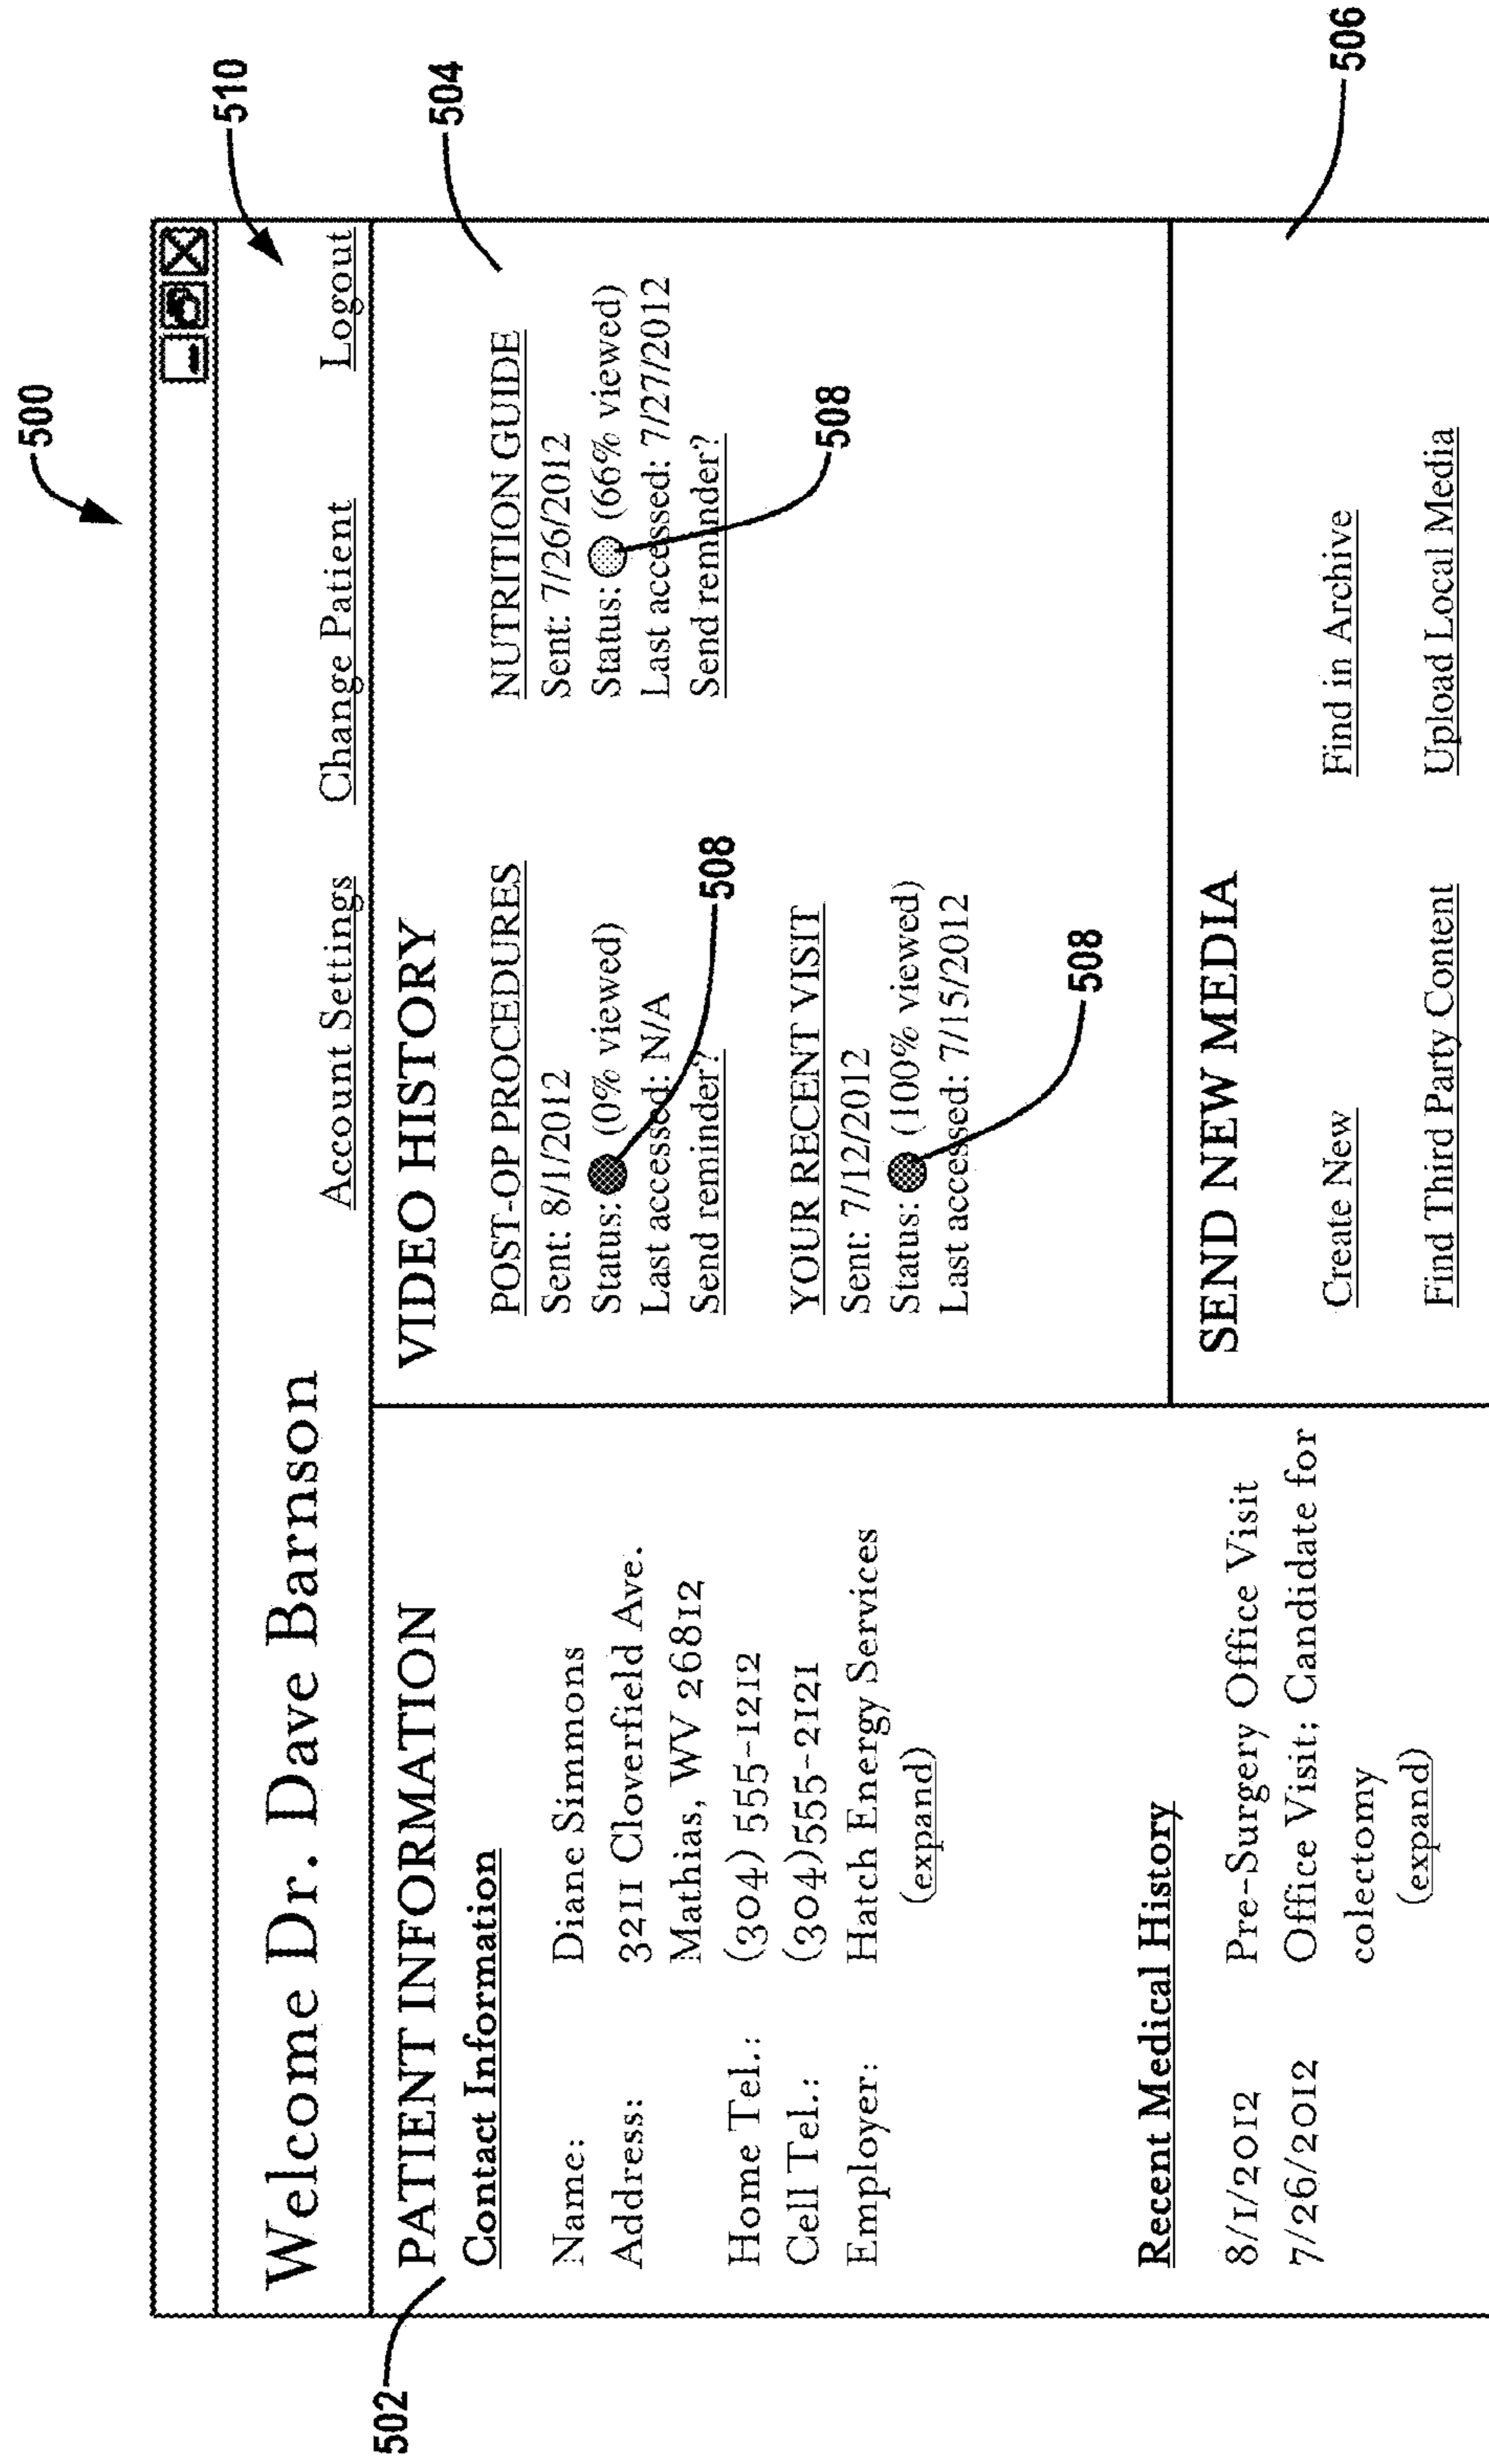 500
510
Welcome Dr. Dave Barnson
Account Settings Change Patient Logout
502
PATIENT INFORMATION
Contact Information
Name: Diane Simmons
Address: 3211 Cloverfield Ave.
Mathias, WV 26812
Home Tel.: (304) 555-1212
Cell Tel.: (304)555-2121
Employer: Hatch Energy Services
(expand)
Recent Medical History
8/1/2012 Pre-Surgery Office Visit
7/26/2012 Office Visit; Candidate for
colectomy
(expand)
504
VIDEO HISTORY
POST-OP PROCEDURES
Sent: 8/1/2012
Status: (0% viewed)
Last accessed: N/A
Send reminder?
508
NUTRITION GUIDE
Sent: 7/26/2012
Status: (66% viewed)
Last accessed: 7/27/2012
Send reminder?
508
YOUR RECENT VISIT
Sent: 7/12/2012
Status: (100% viewed)
Last accessed: 7/15/2012
508
SEND NEW MEDIA
506
Create New Find in Archive
Find Third Party Content Upload Local Media